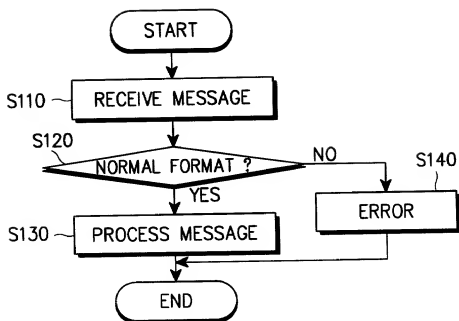 START
S110
RECEIVE MESSAGE
S120
NORMAL FORMAT ?
NO
S140
YES
ERROR
S130
PROCESS MESSAGE
END